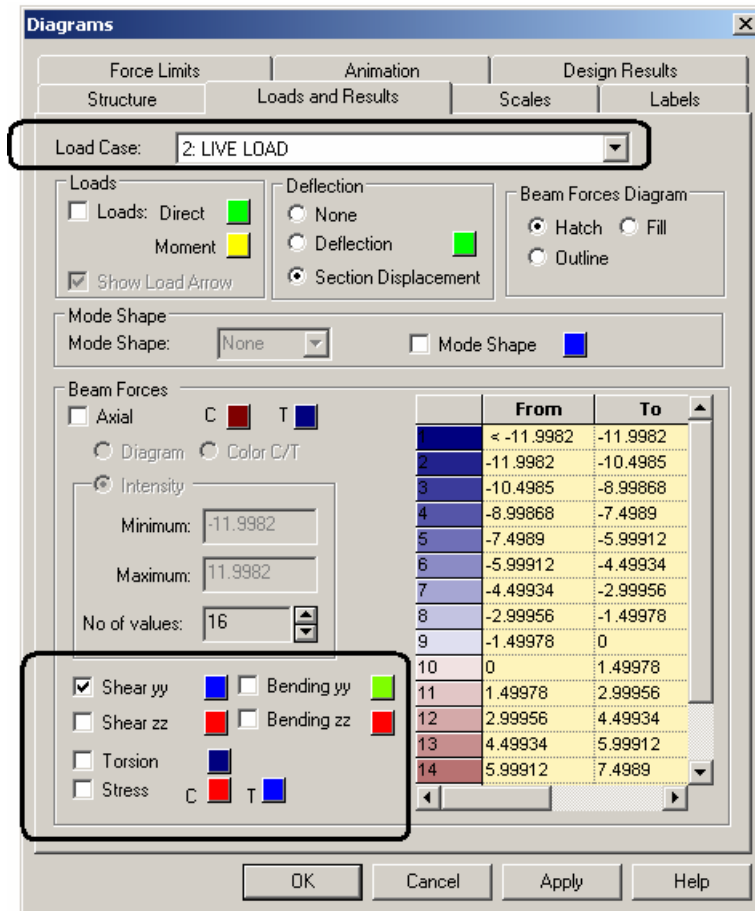 Diagrams
Force Limits Animation Design Results
Structure Loads and Results Scales Labels
Load Case: 2: LIVE LOAD
Loads
Loads: Direct
Moment
Show Load Arrow
Deflection
None
Deflection
Section Displacement
Beam Forces Diagram
Hatch Fill
Outline
Mode Shape
Mode Shape: None Mode Shape
Beam Forces
Axial C T
Diagram Color C/T
Intensity
Minimum: -11.9982
Maximum: 11.9982
No of values: 16
Shear yy Bending yy
Shear zz Bending zz
Torsion
Stress C T
From To
1 < -11.9982 -11.9982
2 -11.9982 -10.4985
3 -10.4985 -8.99868
4 -8.99868 -7.4989
5 -7.4989 -5.99912
6 -5.99912 -4.49934
7 -4.49934 -2.99956
8 -2.99956 -1.49978
9 -1.49978 0
10 0 1.49978
11 1.49978 2.99956
12 2.99956 4.49934
13 4.49934 5.99912
14 5.99912 7.4989
OK Cancel Apply Help